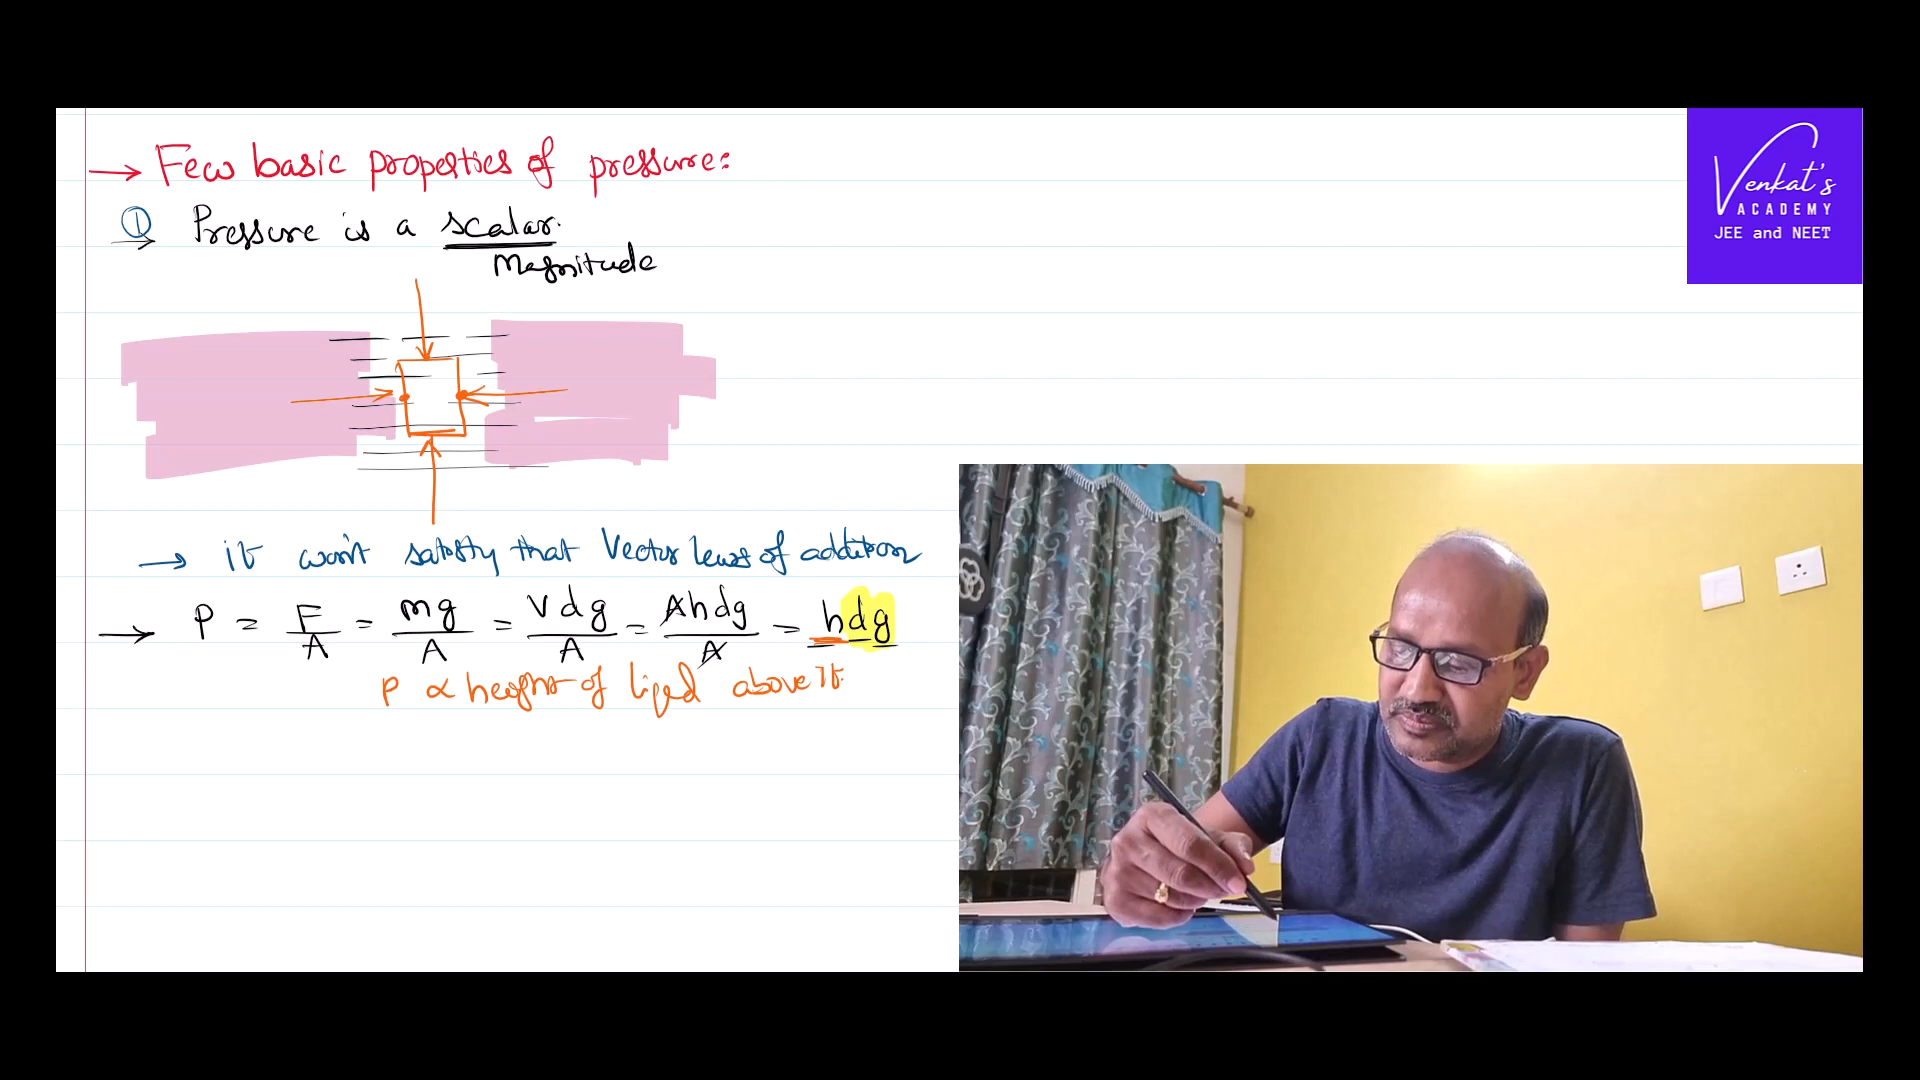 → Few basic properties of pressure:
① Pressure is a scalar.
Magnitude
→ it won't satisfy that Vector laws of addition
→ P = F/A = mg/A = Vdg/A = Ahdg/A = hdg
P ∝ height of liqd above it.
Venkat's
ACADEMY
JEE and NEET